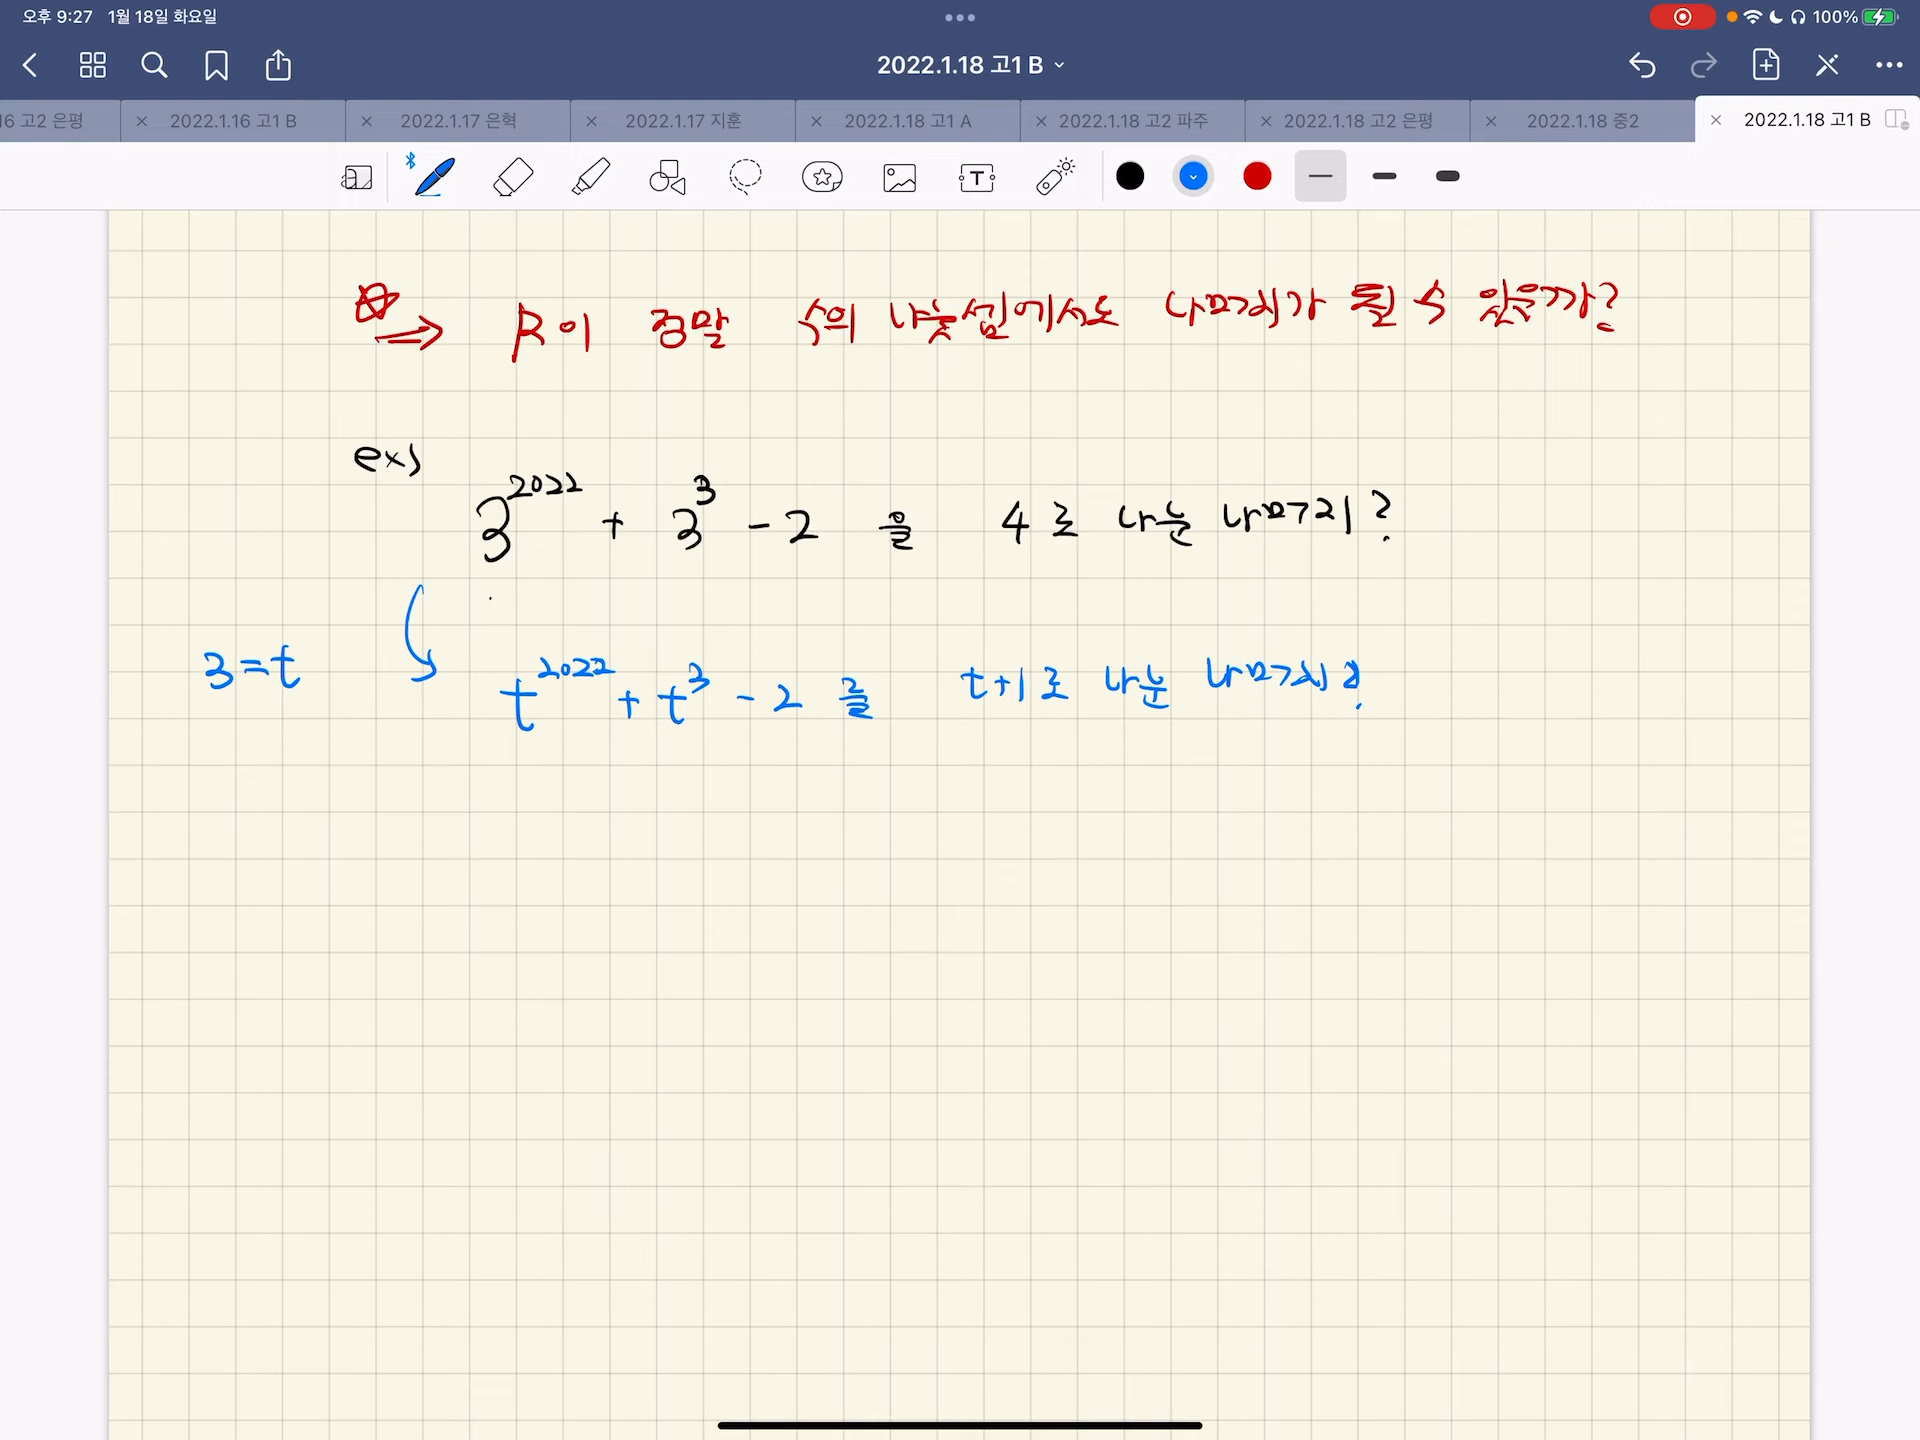 오후 9:27 1월 18일 화요일
100%
2022.1.18 고1 B
16 고2 은평
2022.1.16 고1 B
2022.1.17 은혁
2022.1.17 지훈
2022.1.18 고1 A
2022.1.18 고2 파주
2022.1.18 고2 은평
2022.1.18 중2
2022.1.18 고1 B
⇒ R이 정말 수의 나눗셈에서도 나머지가 될 수 있을까?
ex)
3^2022 + 3^3 - 2 을 4로 나눈 나머지?
3=t
t^2022 + t^3 - 2 를 t+1로 나눈 나머지?